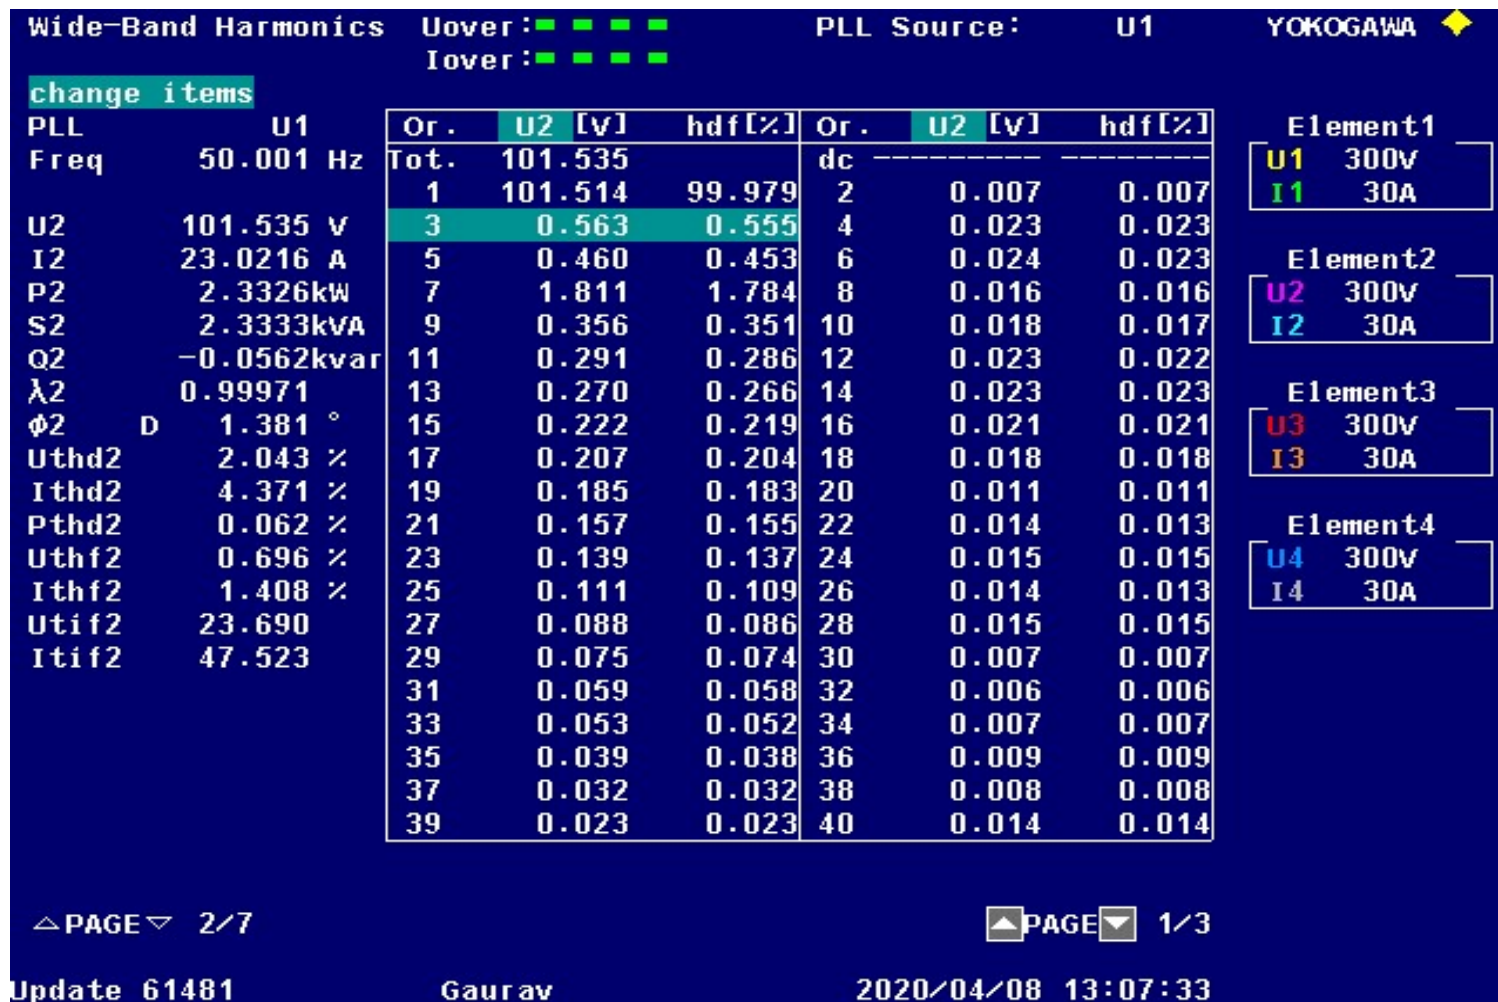 Wide-Band Harmonics Uover: PLL Source: U1 YOKOGAWA
Iover:
change items
PLL U1 Or. U2 [V] hdf[%] Or. U2 [V] hdf[%] Element1
Freq 50.001 Hz Tot. 101.535 dc --------- -------- U1 300V
1 101.514 99.979 2 0.007 0.007 I1 30A
U2 101.535 V 3 0.563 0.555 4 0.023 0.023
I2 23.0216 A 5 0.460 0.453 6 0.024 0.023 Element2
P2 2.3326kW 7 1.811 1.784 8 0.016 0.016 U2 300V
S2 2.3333kVA 9 0.356 0.351 10 0.018 0.017 I2 30A
Q2 -0.0562kvar 11 0.291 0.286 12 0.023 0.022
λ2 0.99971 13 0.270 0.266 14 0.023 0.023 Element3
ϕ2 D 1.381 ° 15 0.222 0.219 16 0.021 0.021 U3 300V
Uthd2 2.043 % 17 0.207 0.204 18 0.018 0.018 I3 30A
Ithd2 4.371 % 19 0.185 0.183 20 0.011 0.011
Pthd2 0.062 % 21 0.157 0.155 22 0.014 0.013 Element4
Uthf2 0.696 % 23 0.139 0.137 24 0.015 0.015 U4 300V
Ithf2 1.408 % 25 0.111 0.109 26 0.014 0.013 I4 30A
Utif2 23.690 27 0.088 0.086 28 0.015 0.015
Itif2 47.523 29 0.075 0.074 30 0.007 0.007
31 0.059 0.058 32 0.006 0.006
33 0.053 0.052 34 0.007 0.007
35 0.039 0.038 36 0.009 0.009
37 0.032 0.032 38 0.008 0.008
39 0.023 0.023 40 0.014 0.014
△PAGE▽ 2/7 ▲PAGE▼ 1/3
Update 61481 Gaurav 2020/04/08 13:07:33